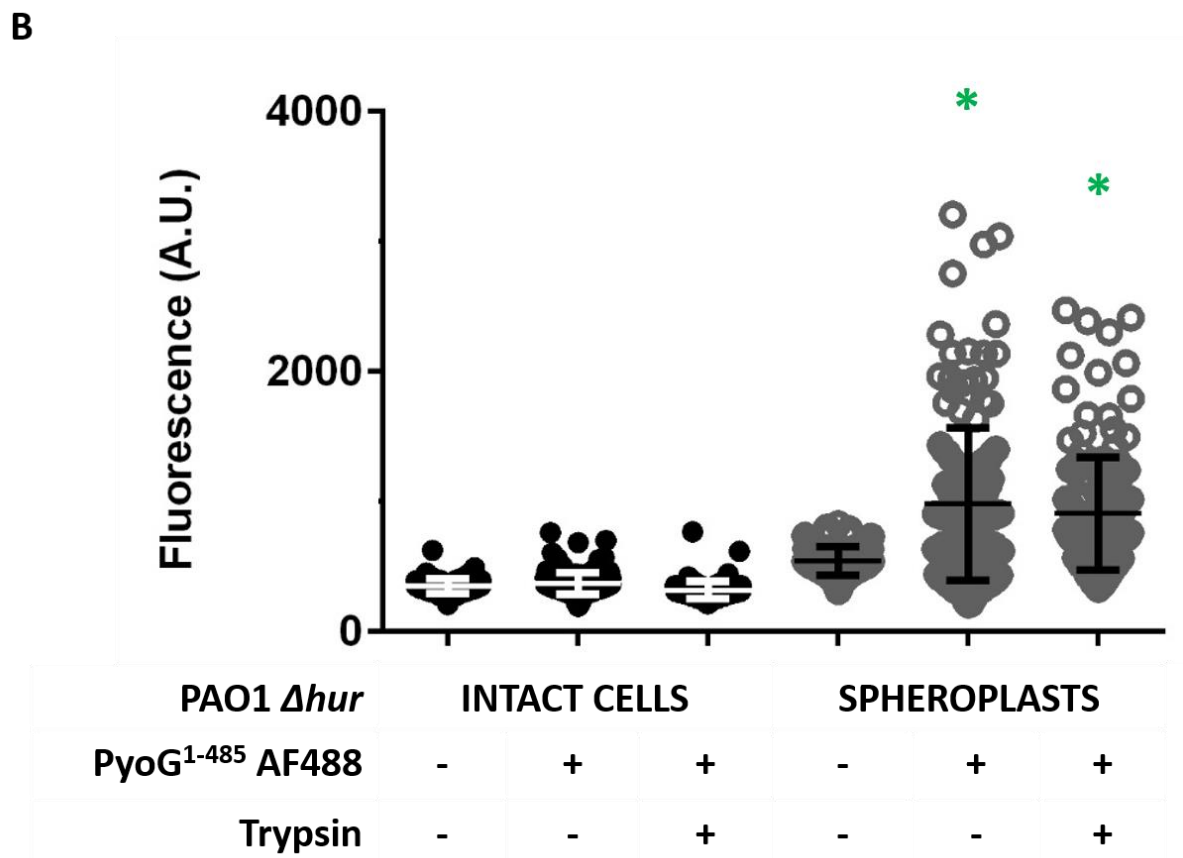 B
4000
2000
0
Fluorescence (A.U.)
*
*
PAO1 Δhur INTACT CELLS SPHEROPLASTS
PyoG1-485 AF488 - + + - + +
Trypsin - - + - - +